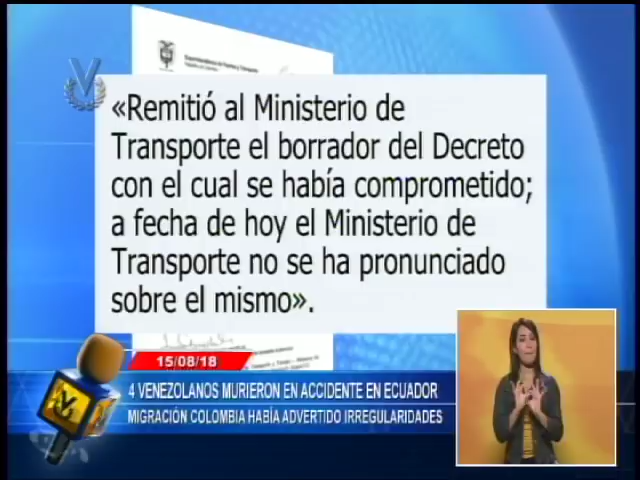 «Remitió al Ministerio de
Transporte el borrador del Decreto
con el cual se había comprometido;
a fecha de hoy el Ministerio de
Transporte no se ha pronunciado
sobre el mismo».
15/08/18
4 VENEZOLANOS MURIERON EN ACCIDENTE EN ECUADOR
MIGRACIÓN COLOMBIA HABÍA ADVERTIDO IRREGULARIDADES